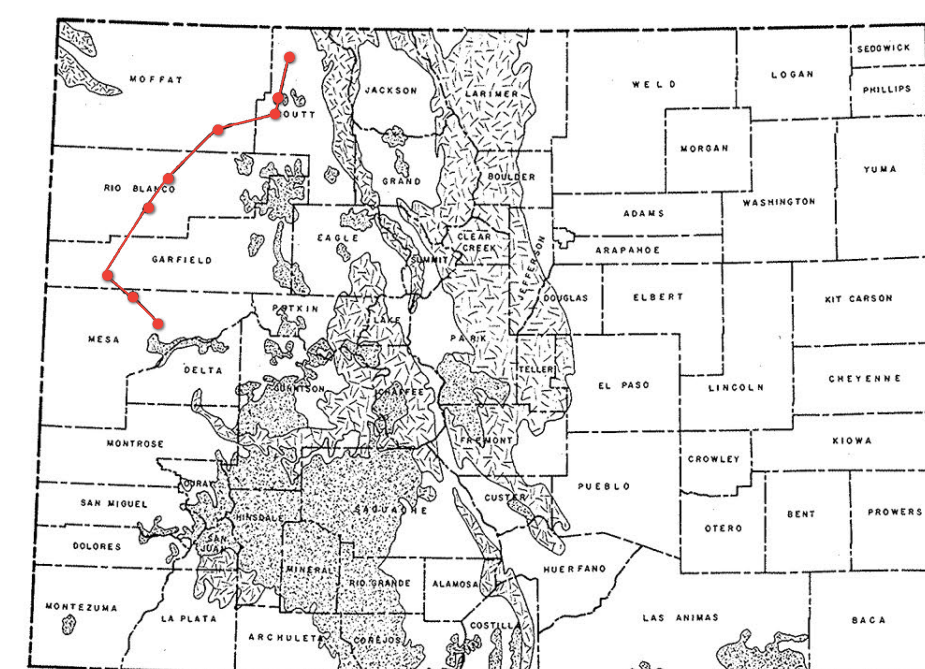 SEDGWICK
MOFFAT
WELD
LOGAN
JACKSON
LARIMER
PHILLIPS
OUTT
MORGAN
YUMA
GRAND
BOULDER
RIO BLANCO
WASHINGTON
ADAMS
EAGLE
CLEAR
CREEK
ARAPAHOE
GARFIELD
SUMMIT
JEFFERSON
DOUGLAS
ELBERT
KIT CARSON
PITKIN
LAKE
MESA
PARK
DELTA
TELLER
CHEYENNE
GUNNISON
CHAFFEE
EL PASO
LINCOLN
MONTROSE
FREMONT
KIOWA
CROWLEY
OURAY
PUEBLO
SAN MIGUEL
CUSTER
HINSDALE
SAGUACHE
BENT
PROWERS
OTERO
SAN
JUAN
DOLORES
MINERAL
RIO GRANDE
ALAMOSA
HUERFANO
MONTEZUMA
LA PLATA
LAS ANIMAS
BACA
COSTILLA
ARCHULETA
CONEJOS